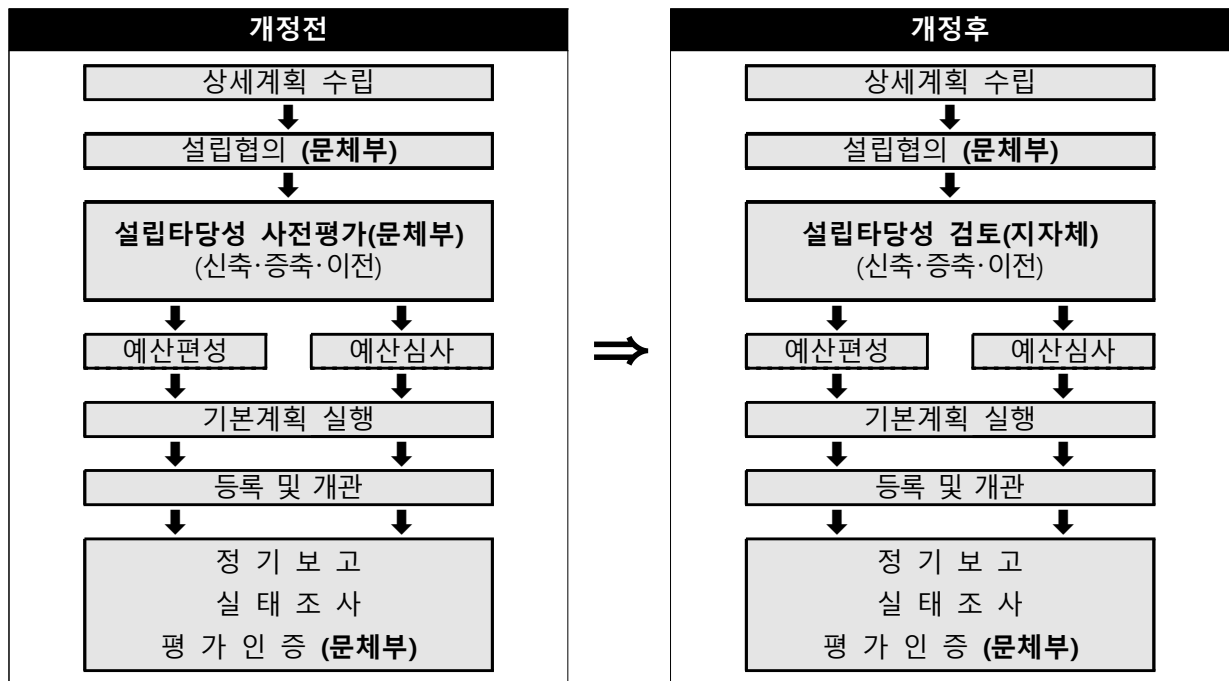 개정전
상세계획 수립
설립협의 (문체부)
설립타당성 사전평가(문체부)
(신축·증축·이전)
예산편성 예산심사
기본계획 실행
등록 및 개관
정 기 보 고
실 태 조 사
평 가 인 증 (문체부)
⇒
개정후
상세계획 수립
설립협의 (문체부)
설립타당성 검토(지자체)
(신축·증축·이전)
예산편성 예산심사
기본계획 실행
등록 및 개관
정 기 보 고
실 태 조 사
평 가 인 증 (문체부)